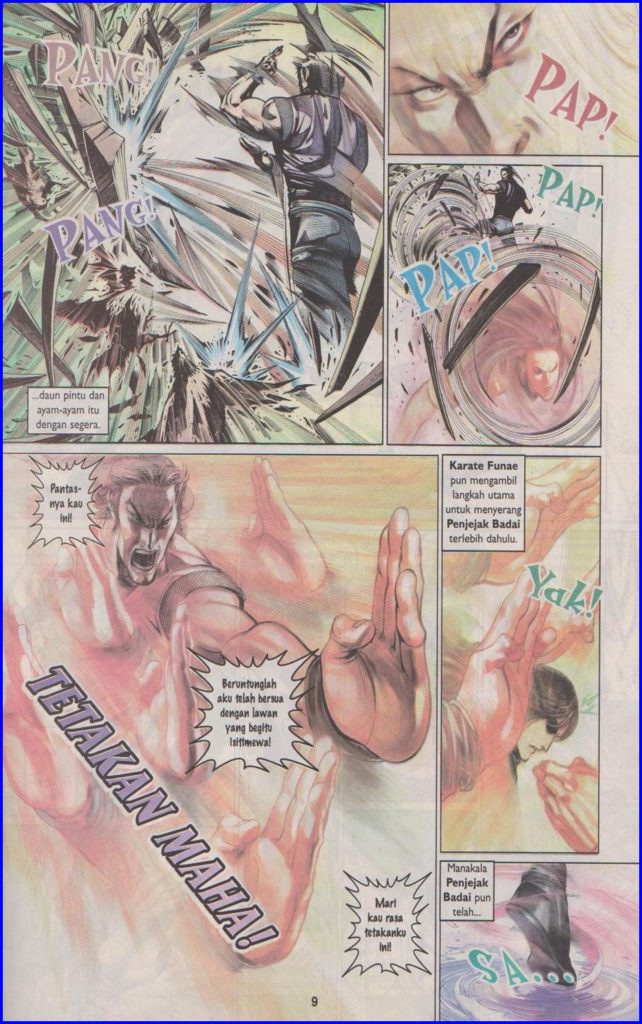 PANG!
PANG!
...daun pintu dan
ayam-ayam itu
dengan segera.
PAP!
PAP!
PAP!
Pantas-
nya kau
ini!
Beruntunglah
aku telah bersua
dengan lawan
yang begitu
isitimewa!
TETAKAN MAHA!
Mari
kau rasa
tetakanku
ini!
Karate Funae
pun mengambil
langkah utama
untuk menyerang
Penjejak Badai
terlebih dahulu.
Yak!
Manakala
Penjejak
Badai pun
telah...
SA...
9